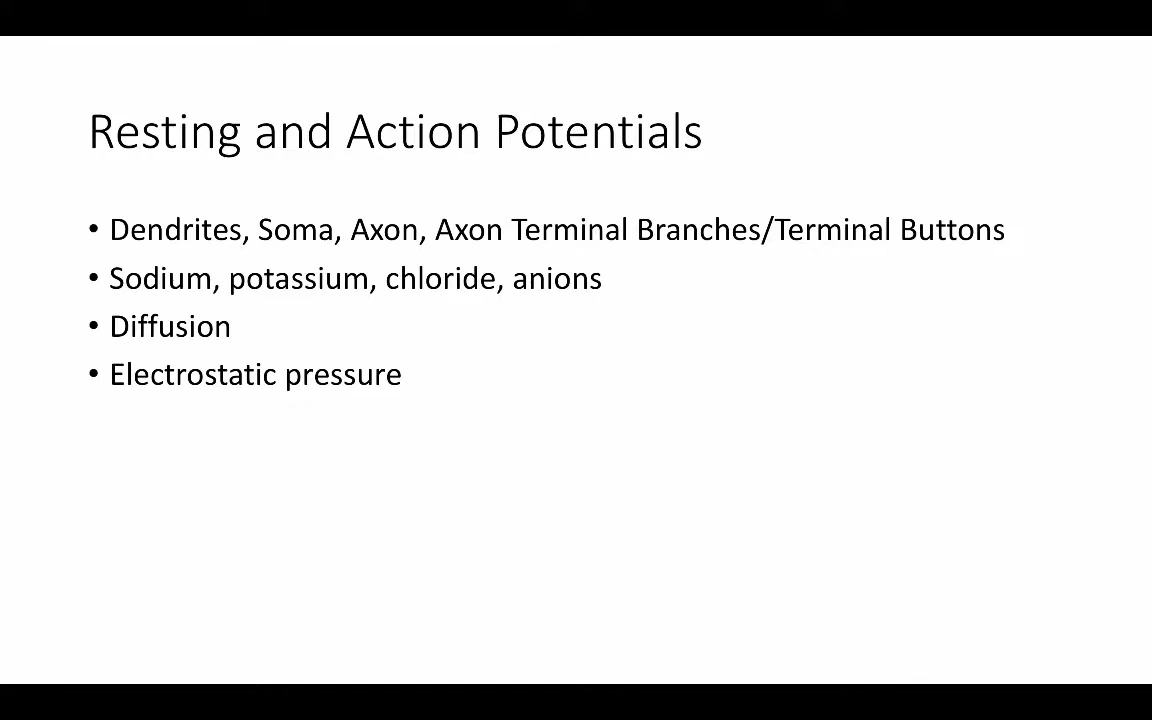 Resting and Action Potentials
• Dendrites, Soma, Axon, Axon Terminal Branches/Terminal Buttons
• Sodium, potassium, chloride, anions
• Diffusion
• Electrostatic pressure